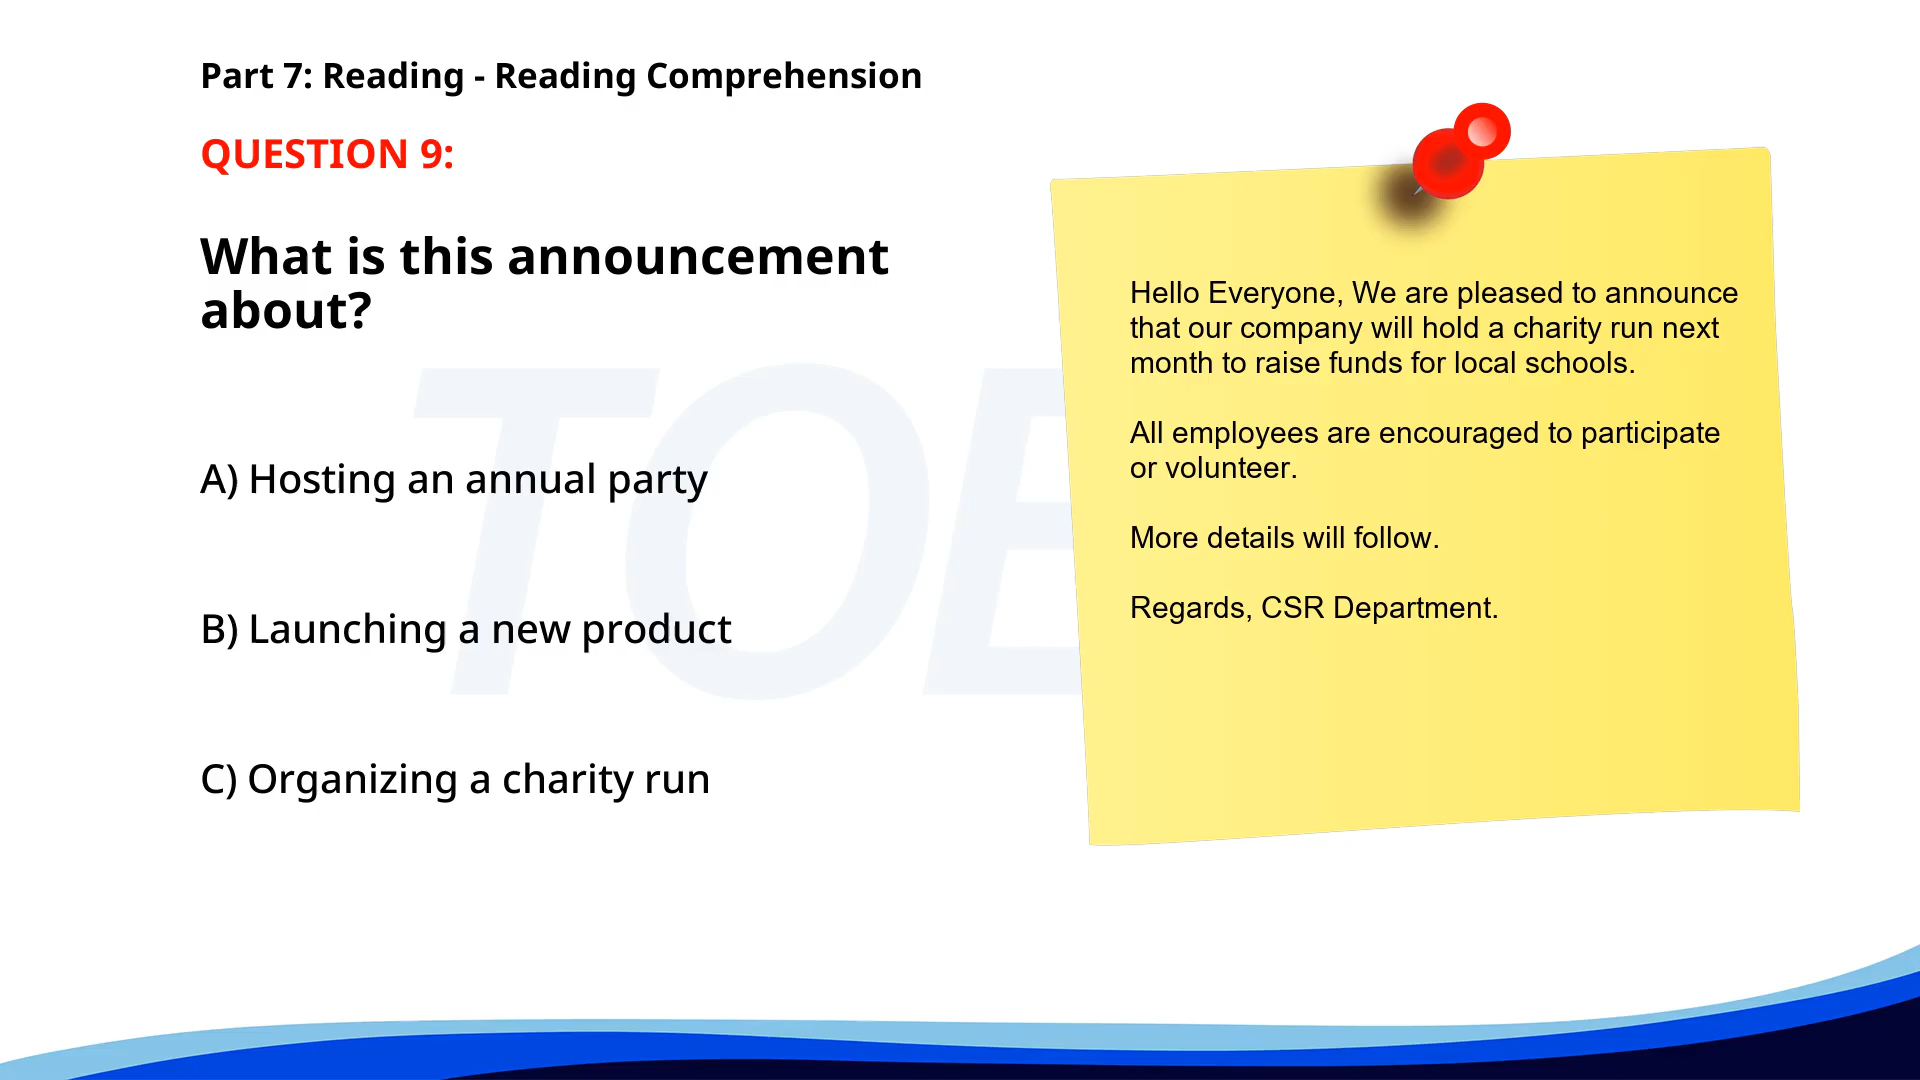 Part 7: Reading - Reading Comprehension
QUESTION 9:
What is this announcement
about?
A) Hosting an annual party
B) Launching a new product
C) Organizing a charity run
Hello Everyone, We are pleased to announce
that our company will hold a charity run next
month to raise funds for local schools.
All employees are encouraged to participate
or volunteer.
More details will follow.
Regards, CSR Department.